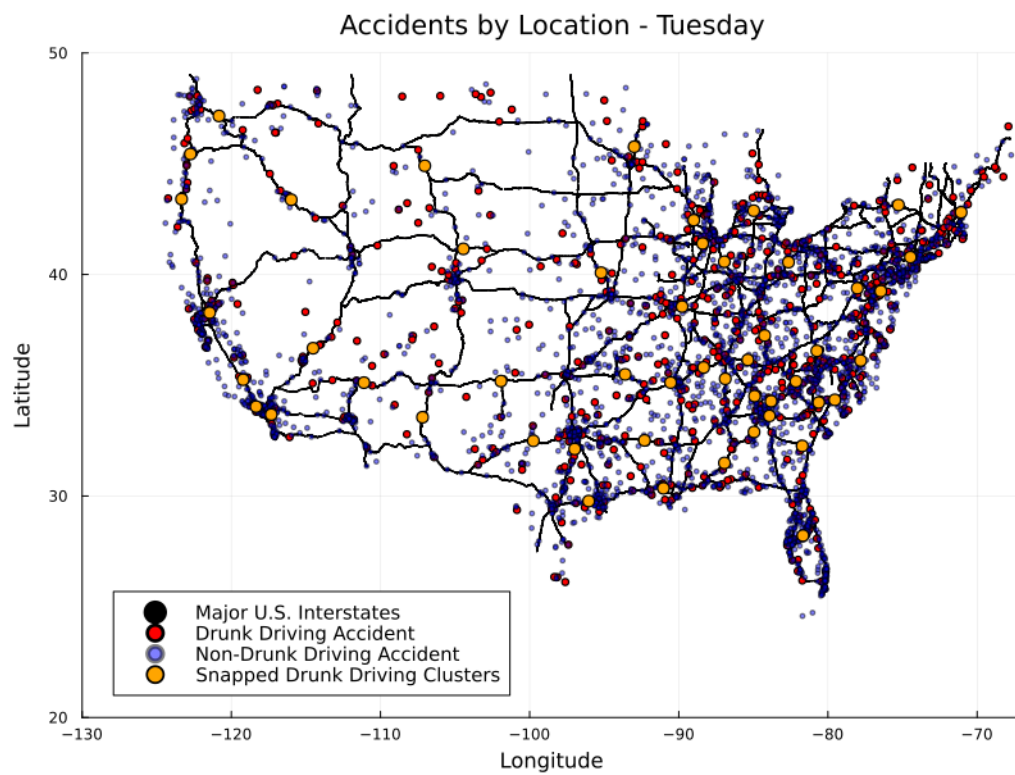 Accidents by Location - Tuesday
50
40
30
20
Latitude
Major U.S. Interstates
Drunk Driving Accident
Non-Drunk Driving Accident
Snapped Drunk Driving Clusters
−130 −120 −110 −100 −90 −80 −70
Longitude